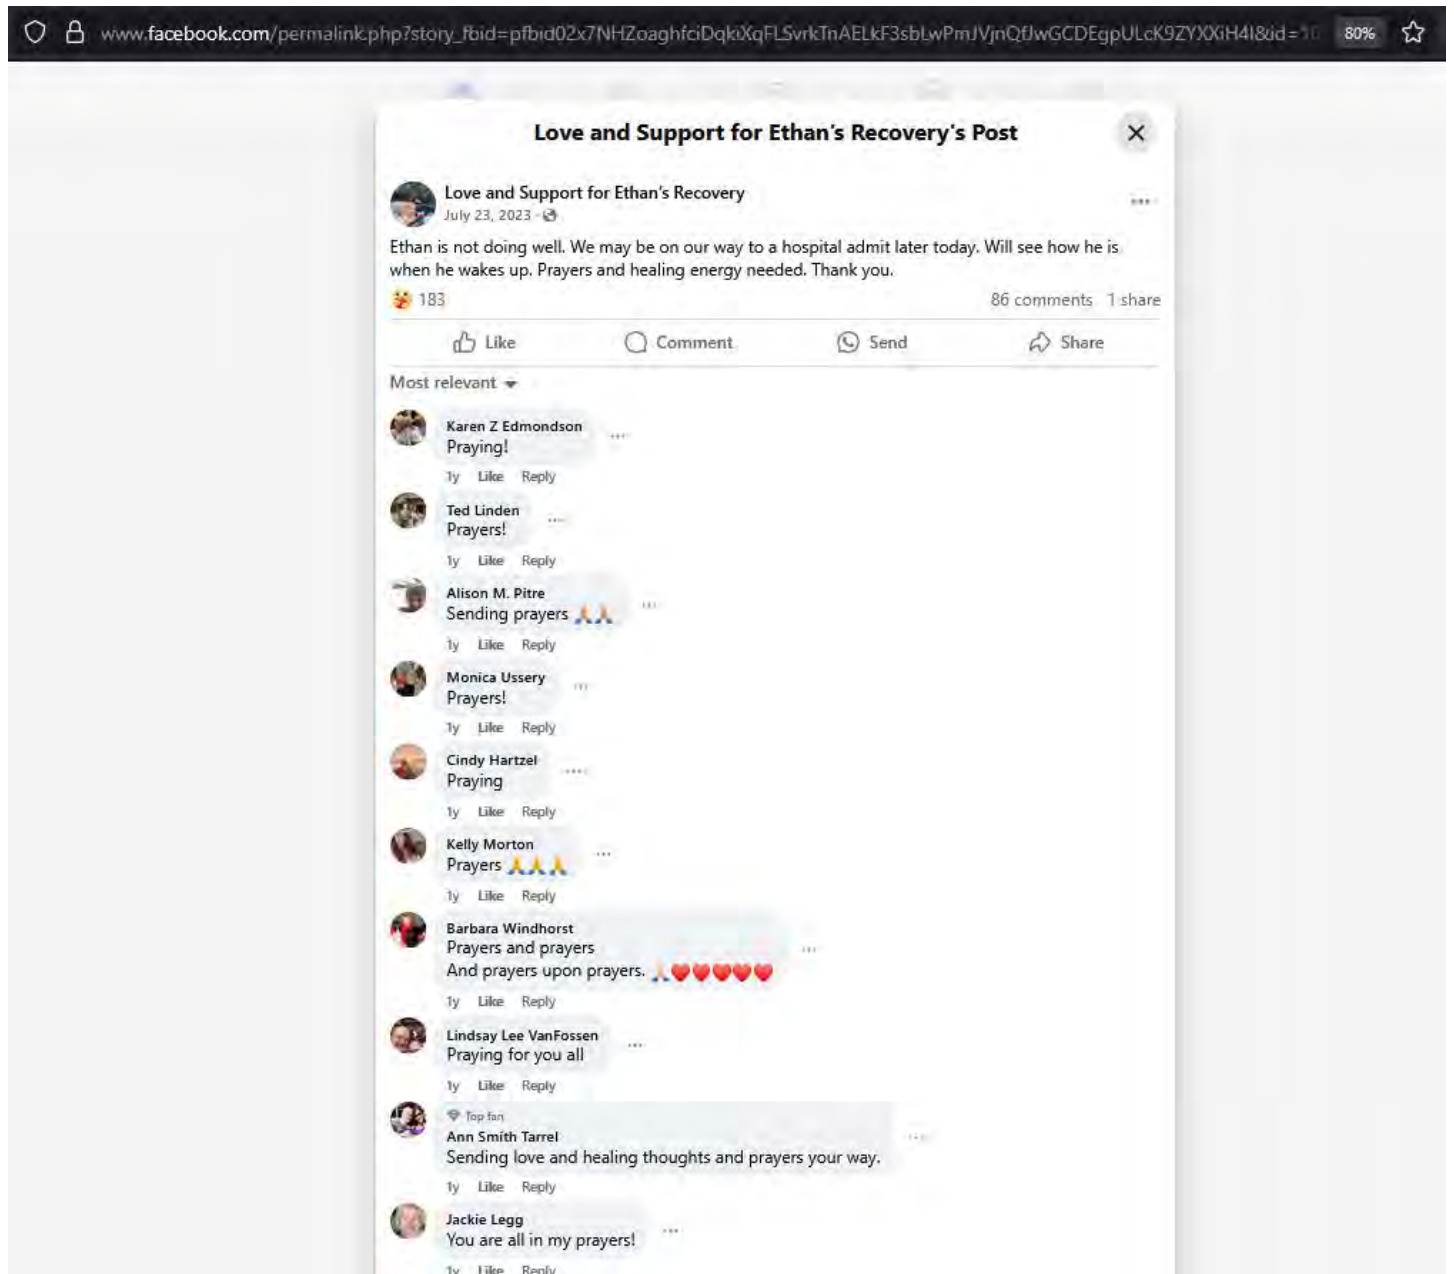 www.facebook.com/permalink.php?story_fbid= 80%
Love and Support for Ethan's Recovery's Post
Love and Support for Ethan's Recovery
July 23, 2023 ·
Ethan is not doing well. We may be on our way to a hospital admit later today. Will see how he is
when he wakes up. Prayers and healing energy needed. Thank you.
183 86 comments 1 share
Like Comment Send Share
Most relevant
Karen Z Edmondson
Praying!
1y Like Reply
Ted Linden
Prayers!
1y Like Reply
Alison M. Pitre
Sending prayers 🙏🙏
1y Like Reply
Monica Ussery
Prayers!
1y Like Reply
Cindy Hartzel
Praying
1y Like Reply
Kelly Morton
Prayers 🙏🙏🙏
1y Like Reply
Barbara Windhorst
Prayers and prayers
And prayers upon prayers. 🙏❤️❤️❤️❤️❤️
1y Like Reply
Lindsay Lee VanFossen
Praying for you all
1y Like Reply
Top fan
Ann Smith Tarrel
Sending love and healing thoughts and prayers your way.
1y Like Reply
Jackie Legg
You are all in my prayers!
1y Like Reply